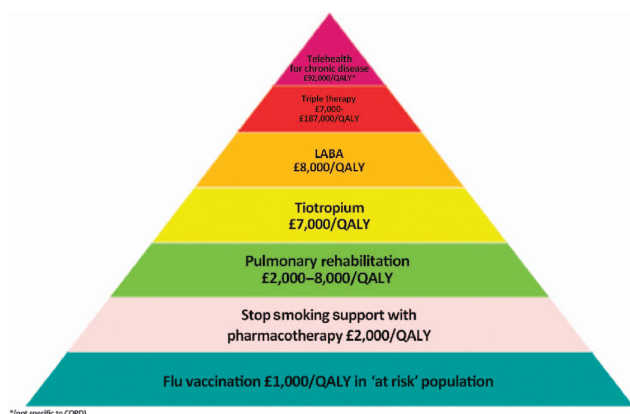 Telehealth
for chronic disease
£92,000/QALY*
Triple therapy
£7,000-
£187,000/QALY
LABA
£8,000/QALY
Tiotropium
£7,000/QALY
Pulmonary rehabilitation
£2,000–8,000/QALY
Stop smoking support with
pharmacotherapy £2,000/QALY
Flu vaccination £1,000/QALY in ‘at risk’ population
*(not specific to COPD)